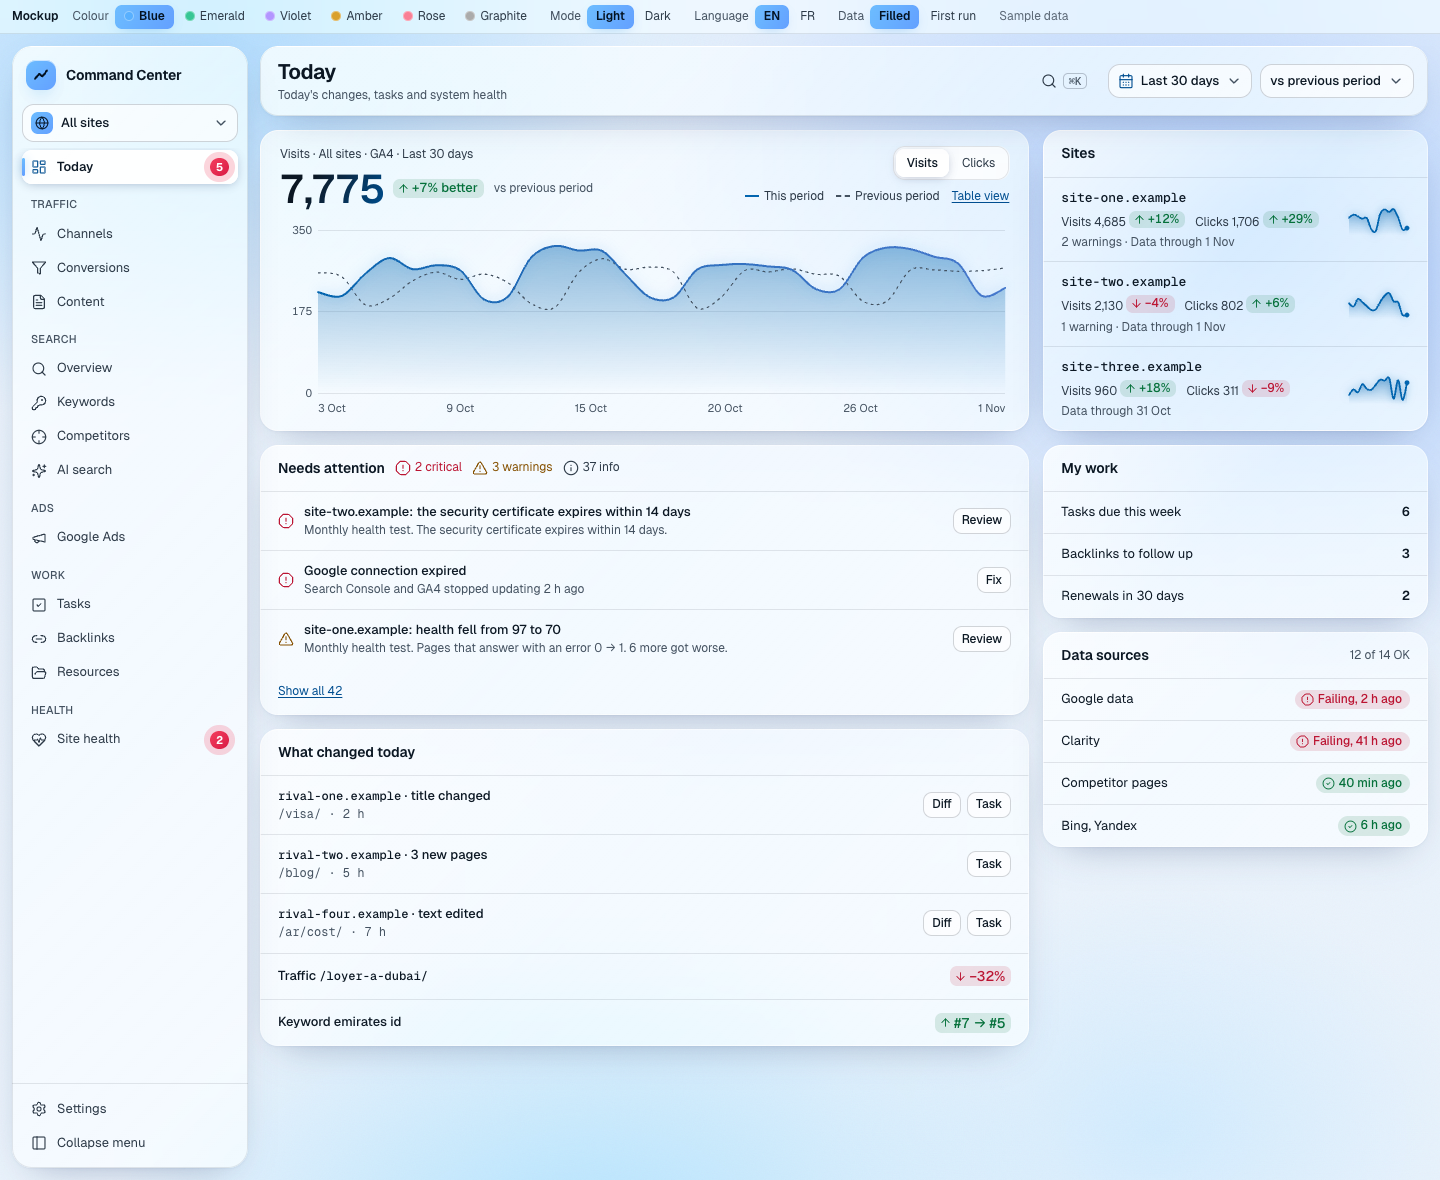 Mockup Colour Blue Emerald Violet Amber Rose Graphite Mode Light Dark Language EN FR Data Filled First run Sample data
Command Center
All sites
Today 5
TRAFFIC
Channels
Conversions
Content
SEARCH
Overview
Keywords
Competitors
AI search
ADS
Google Ads
WORK
Tasks
Backlinks
Resources
HEALTH
Site health 2
Settings
Collapse menu
Today
Today's changes, tasks and system health
⌘K Last 30 days vs previous period
Visits · All sites · GA4 · Last 30 days
Visits Clicks
7,775 ↑ +7% better vs previous period
This period Previous period Table view
350
175
0
3 Oct 9 Oct 15 Oct 20 Oct 26 Oct 1 Nov
Needs attention 2 critical 3 warnings 37 info
site-two.example: the security certificate expires within 14 days
Monthly health test. The security certificate expires within 14 days.
Review
Google connection expired
Search Console and GA4 stopped updating 2 h ago
Fix
site-one.example: health fell from 97 to 70
Monthly health test. Pages that answer with an error 0 → 1. 6 more got worse.
Review
Show all 42
What changed today
rival-one.example · title changed
/visa/ · 2 h
Diff Task
rival-two.example · 3 new pages
/blog/ · 5 h
Task
rival-four.example · text edited
/ar/cost/ · 7 h
Diff Task
Traffic /loyer-a-dubai/ ↓ −32%
Keyword emirates id ↑ #7 → #5
Sites
site-one.example
Visits 4,685 ↑ +12% Clicks 1,706 ↑ +29%
2 warnings · Data through 1 Nov
site-two.example
Visits 2,130 ↓ −4% Clicks 802 ↑ +6%
1 warning · Data through 1 Nov
site-three.example
Visits 960 ↑ +18% Clicks 311 ↓ −9%
Data through 31 Oct
My work
Tasks due this week 6
Backlinks to follow up 3
Renewals in 30 days 2
Data sources 12 of 14 OK
Google data Failing, 2 h ago
Clarity Failing, 41 h ago
Competitor pages 40 min ago
Bing, Yandex 6 h ago